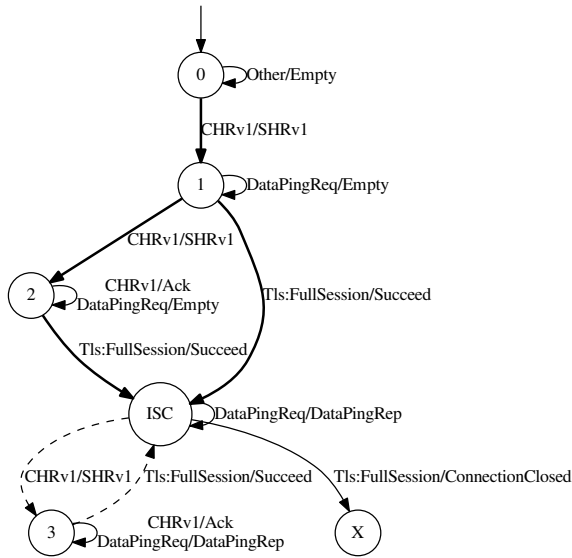 0
Other/Empty
CHRv1/SHRv1
1
DataPingReq/Empty
CHRv1/SHRv1
2
CHRv1/Ack
DataPingReq/Empty
Tls:FullSession/Succeed
Tls:FullSession/Succeed
ISC
DataPingReq/DataPingRep
CHRv1/SHRv1
Tls:FullSession/Succeed
Tls:FullSession/ConnectionClosed
3
CHRv1/Ack
DataPingReq/DataPingRep
X